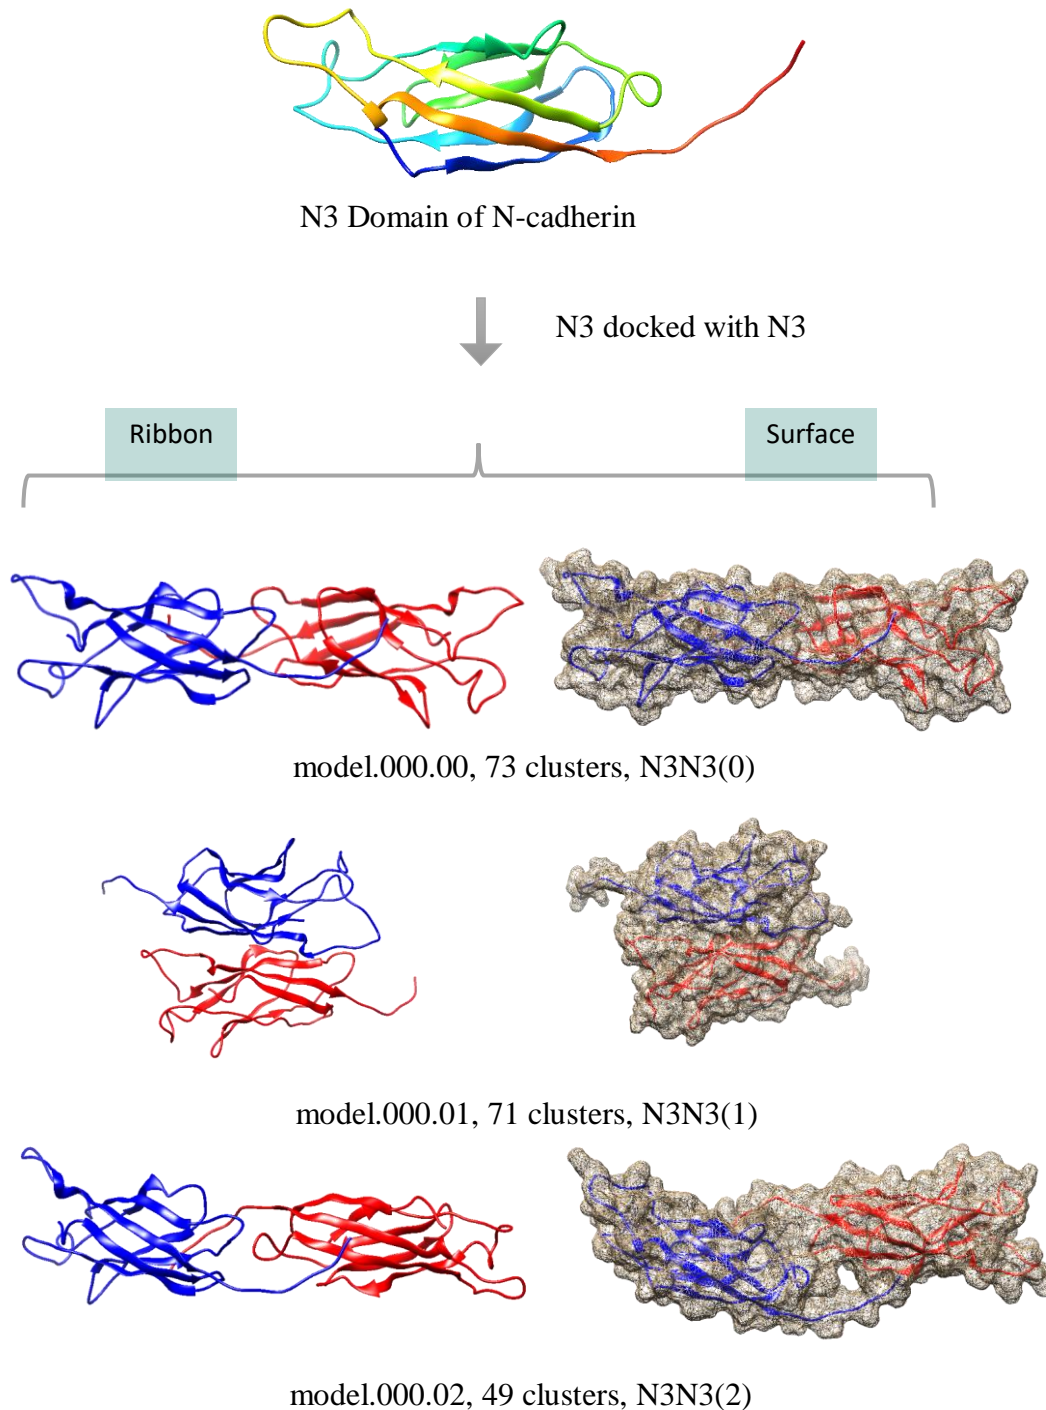 N3 Domain of N-cadherin
N3 docked with N3
Ribbon
Surface
model.000.00, 73 clusters, N3N3(0)
model.000.01, 71 clusters, N3N3(1)
model.000.02, 49 clusters, N3N3(2)